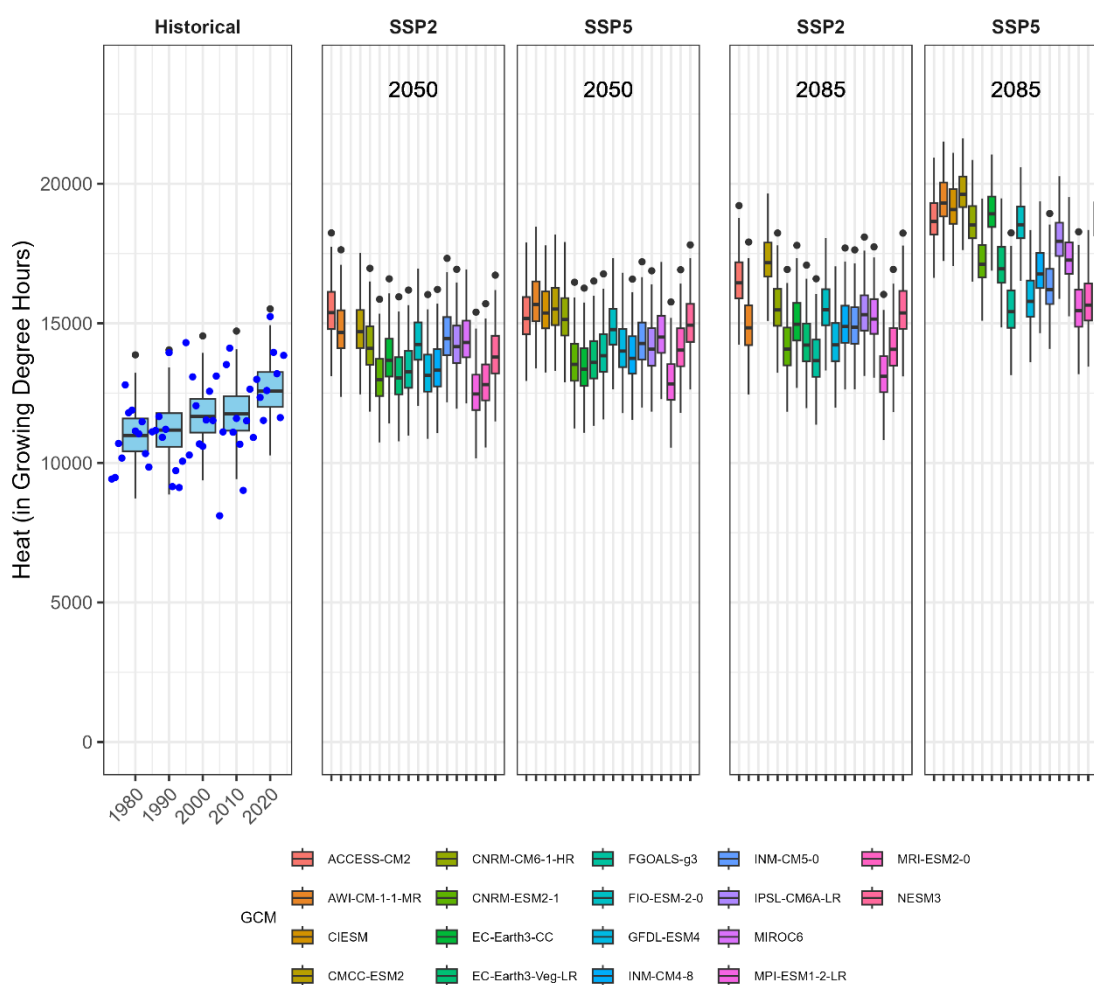 Historical SSP2 SSP5 SSP2 SSP5
2050 2050 2085 2085
Heat (in Growing Degree Hours)
20000
15000
10000
5000
0
1980 1990 2000 2010 2020
GCM
ACCESS-CM2 CNRM-CM6-1-HR FGOALS-g3 INM-CM5-0 MRI-ESM2-0
AWI-CM-1-1-MR CNRM-ESM2-1 FIO-ESM-2-0 IPSL-CM6A-LR NESM3
CIESM EC-Earth3-CC GFDL-ESM4 MIROC6
CMCC-ESM2 EC-Earth3-Veg-LR INM-CM4-8 MPI-ESM1-2-LR